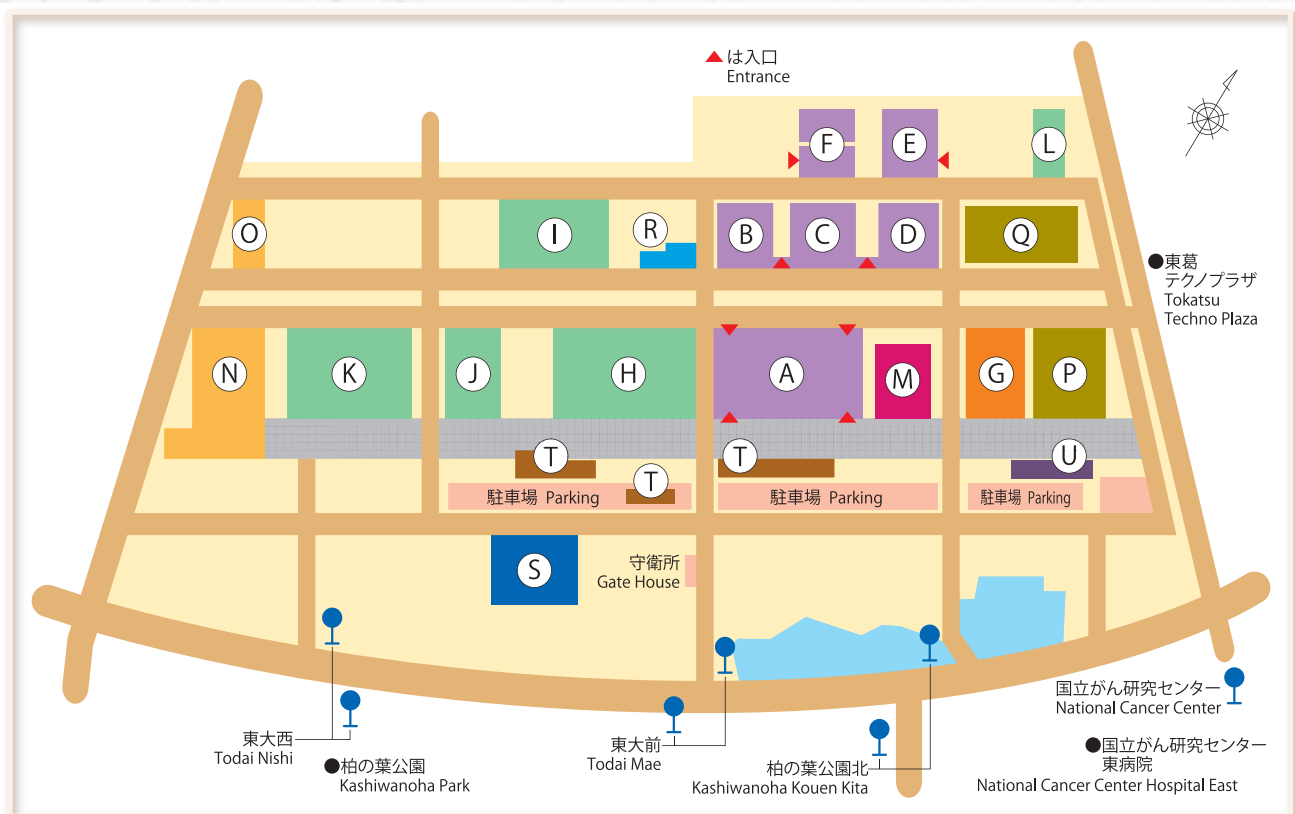 は入口
Entrance
F
E
L
O
I
R
B
C
D
Q
東葛
テクノプラザ
Tokatsu
Techno Plaza
N
K
J
H
A
M
G
P
T
T
U
T
駐車場 Parking
駐車場 Parking
駐車場 Parking
S
守衛所
Gate House
東大西
Todai Nishi
柏の葉公園
Kashiwanoha Park
東大前
Todai Mae
柏の葉公園北
Kashiwanoha Kouen Kita
国立がん研究センター
National Cancer Center
国立がん研究センター
東病院
National Cancer Center Hospital East